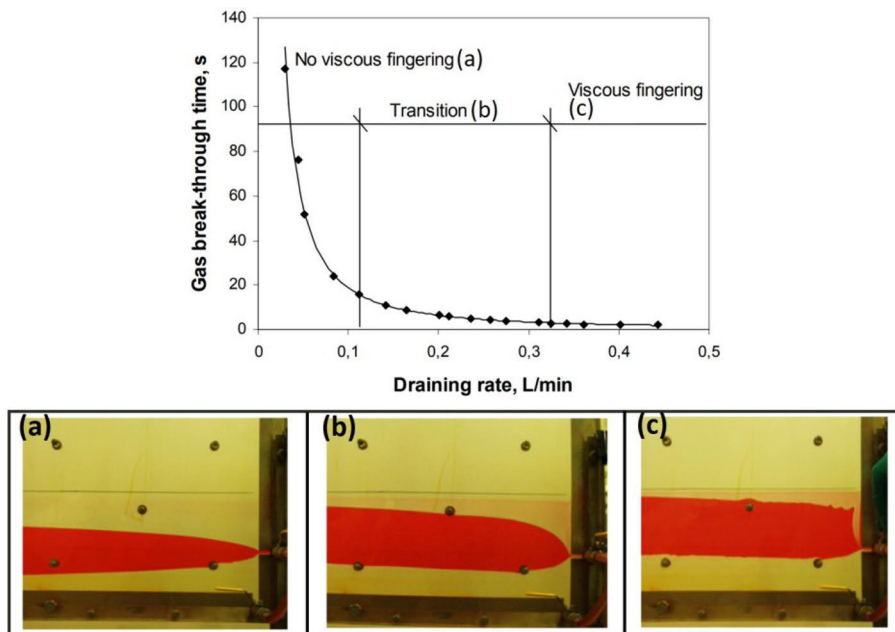 140
120
100
80
60
40
20
0
Gas break-through time, s
No viscous fingering (a)
Transition (b)
Viscous fingering
(c)
0 0,1 0,2 0,3 0,4 0,5
Draining rate, L/min
(a) (b) (c)